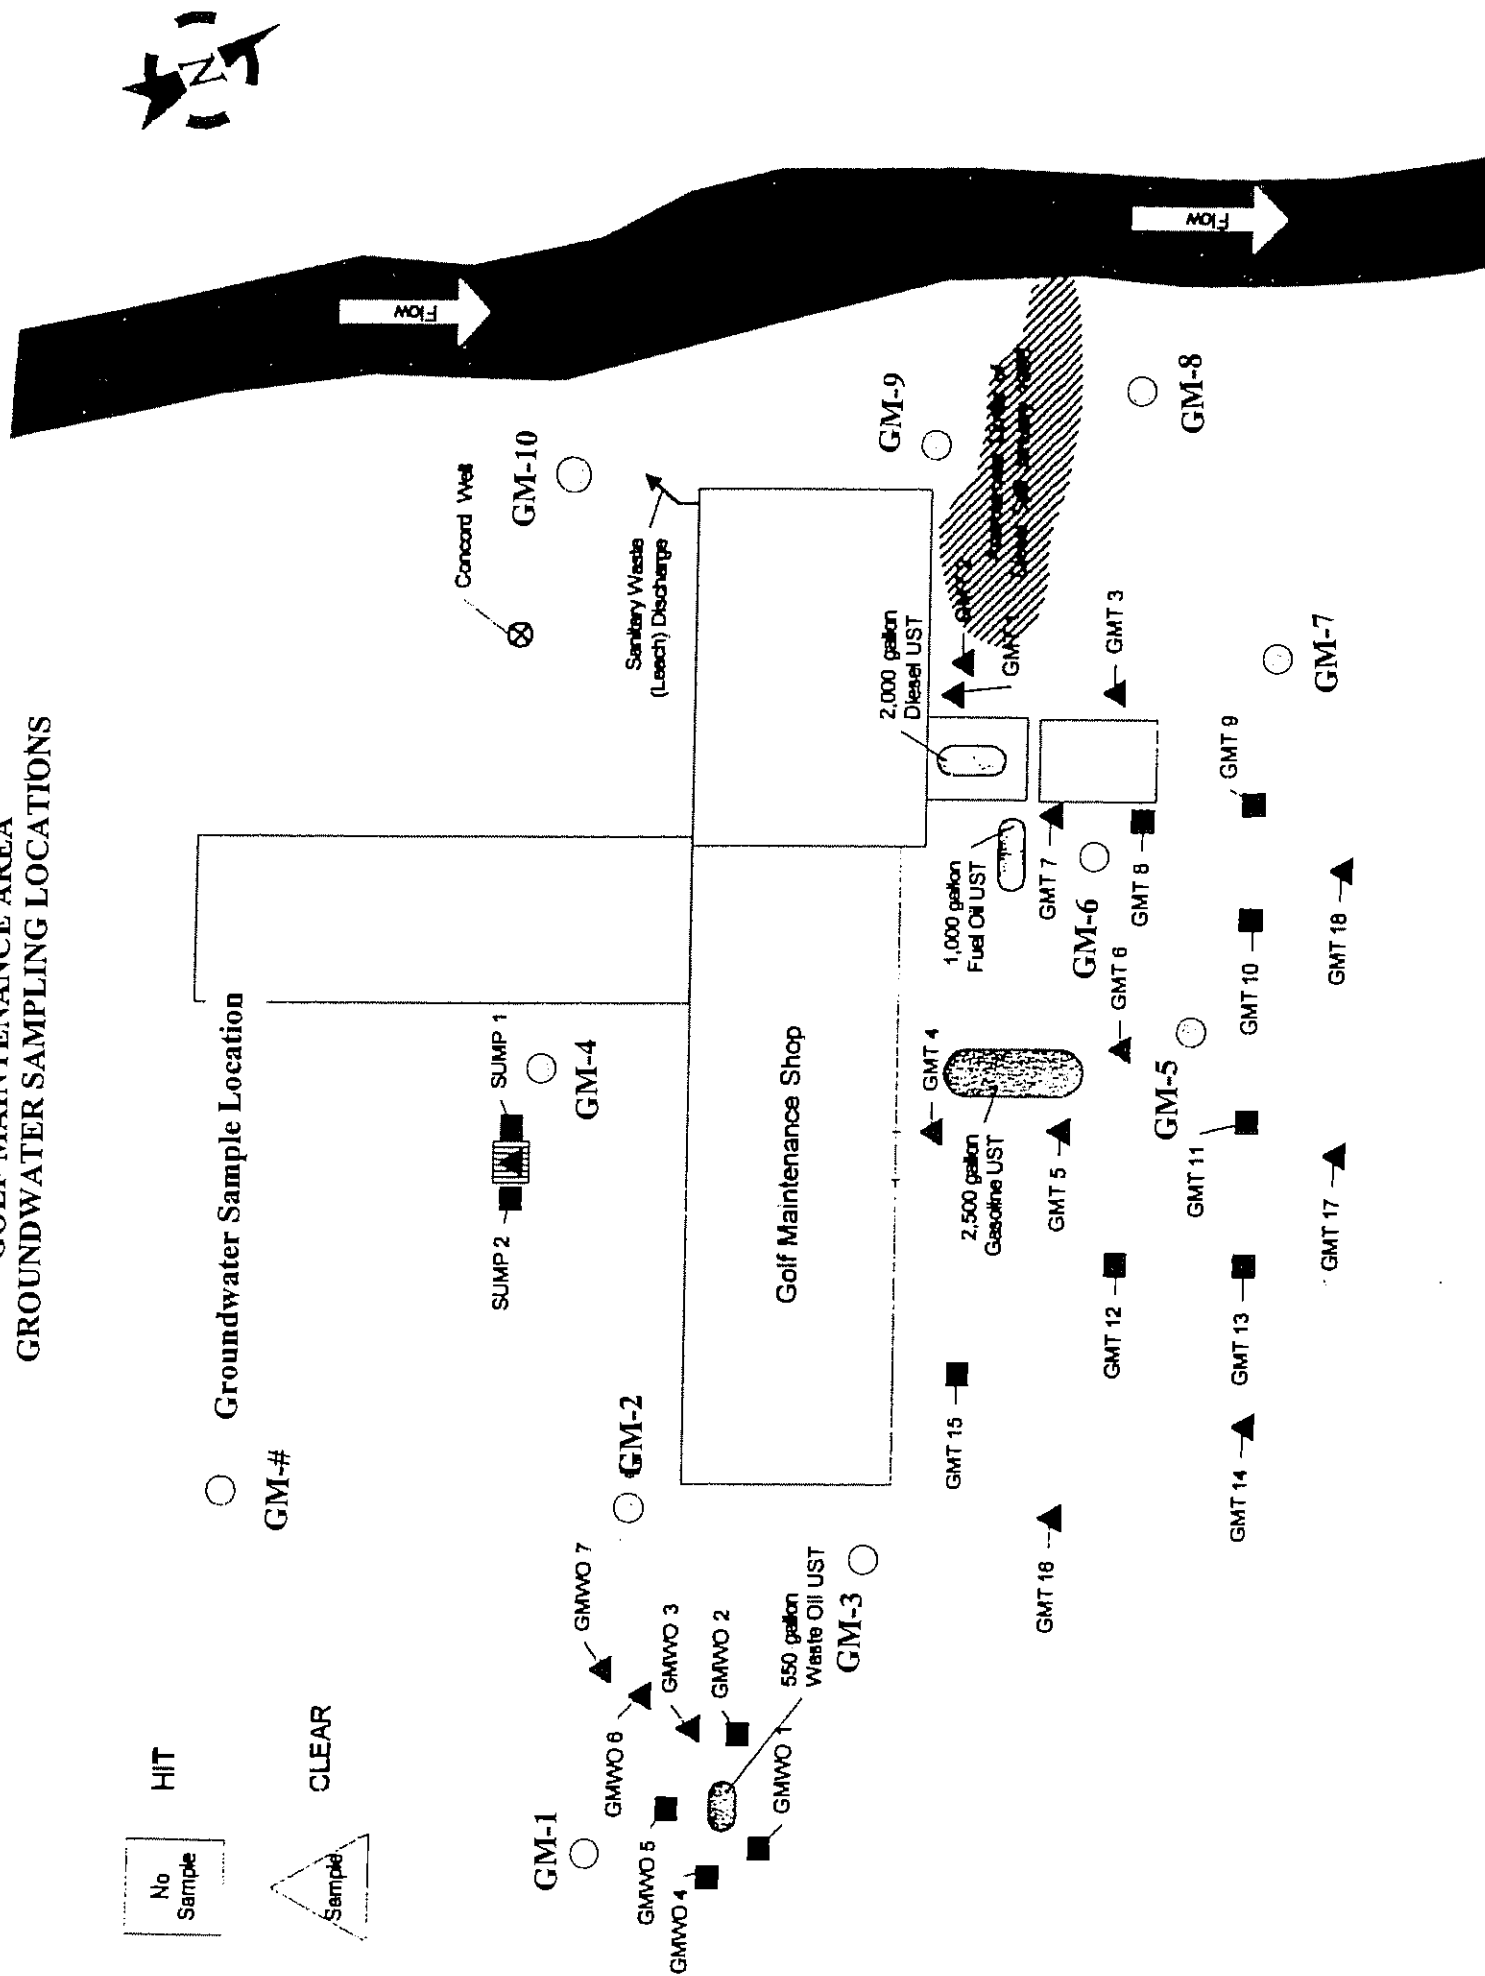 GOLF MAINTENANCE AREA
GROUNDWATER SAMPLING LOCATIONS
N
No
Sample
HIT
Sample
CLEAR
GM-#
Groundwater Sample Location
Flow
Flow
Concord Well
GM-10
Sanitary Waste
(Leach) Discharge
GM-9
GM-8
SUMP 1
SUMP 2
GM-4
GM-2
GMWO 7
GM-1
GMWO 6
GMWO 3
GMWO 2
GMWO 5
GMWO 4
GMWO 1
550 gallon
Waste Oil UST
GM-3
Golf Maintenance Shop
2,000 gallon
Diesel UST
GMT 1
GMT 2
GMT 3
GM-7
1,000 gallon
Fuel Oil UST
GMT 7
GM-6
GMT 8
GMT 9
GMT 4
GMT 6
GMT 10
GMT 18
2,500 gallon
Gasoline UST
GMT 5
GM-5
GMT 11
GMT 17
GMT 15
GMT 12
GMT 13
GMT 16
GMT 14